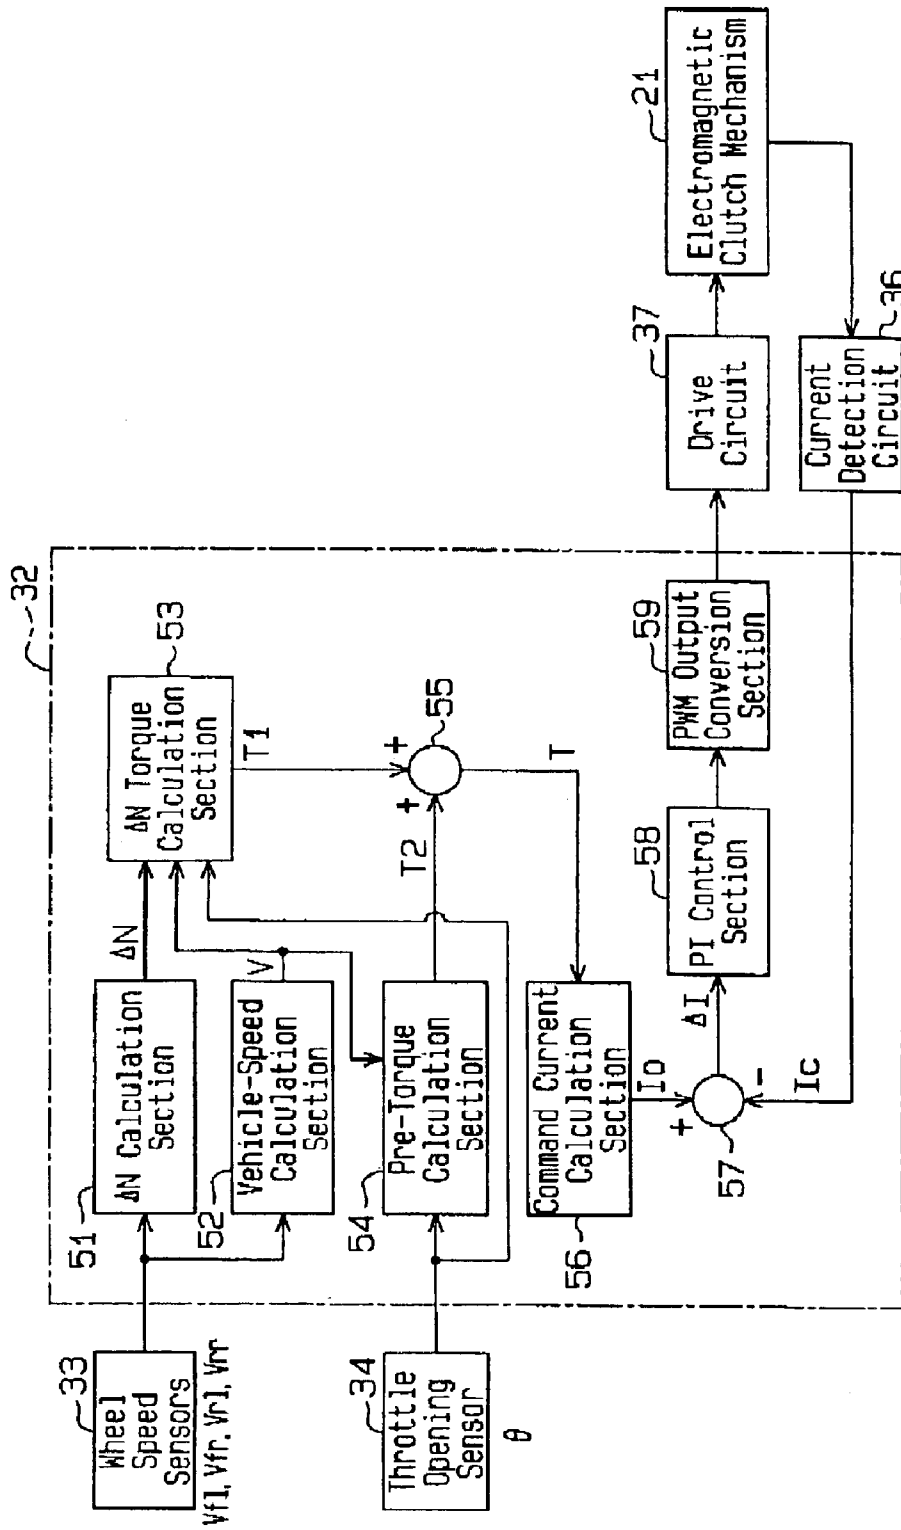 32
33
Wheel
Speed
Sensors
Vfl, Vfr, Vrl, Vrr
51
ΔN Calculation
Section
ΔN
53
ΔN Torque
Calculation
Section
T1
52
Vehicle-Speed
Calculation
Section
V
34
Throttle
Opening
Sensor
θ
54
Pre-Torque
Calculation
Section
T2
+
+
55
T
56
Command Current
Calculation
Section
Io
+
-
57
ΔI
Ic
58
PI Control
Section
59
PWM Output
Conversion
Section
37
Drive
Circuit
21
Electromagnetic
Clutch Mechanism
36
Current
Detection
Circuit